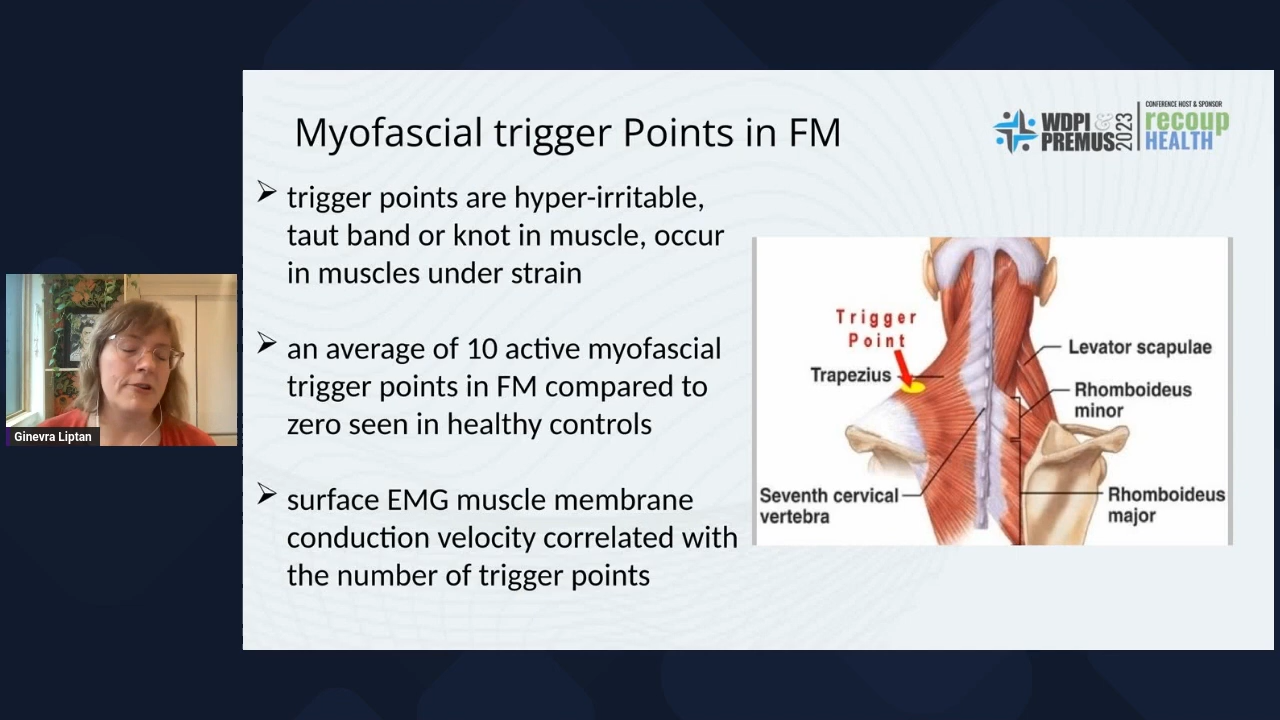 Myofascial trigger Points in FM
WDPI &
PREMUS 2023
CONFERENCE HOST & SPONSOR
recoup
HEALTH
➢ trigger points are hyper-irritable,
taut band or knot in muscle, occur
in muscles under strain
➢ an average of 10 active myofascial
trigger points in FM compared to
zero seen in healthy controls
➢ surface EMG muscle membrane
conduction velocity correlated with
the number of trigger points
Trigger
Point
Trapezius
Levator scapulae
Rhomboideus
minor
Seventh cervical
vertebra
Rhomboideus
major
Ginevra Liptan